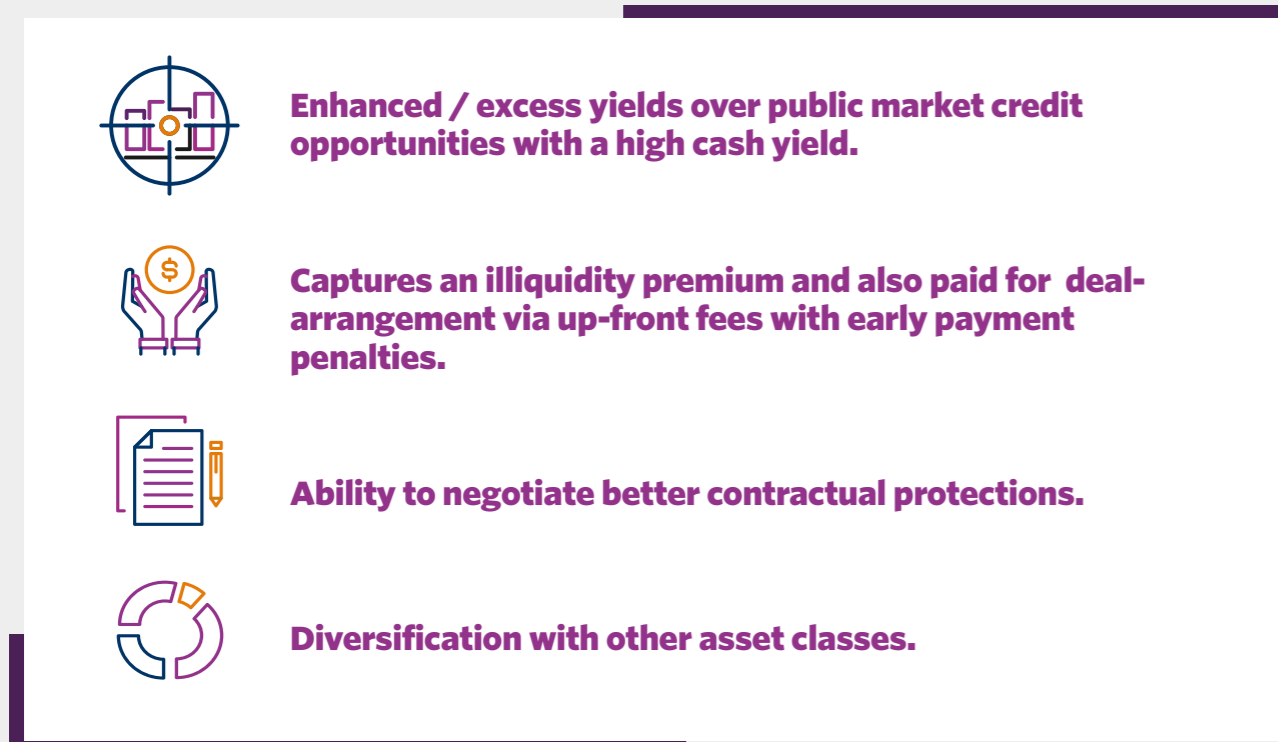 Enhanced / excess yields over public market credit
opportunities with a high cash yield.
$
Captures an illiquidity premium and also paid for  deal-
arrangement via up-front fees with early payment
penalties.
Ability to negotiate better contractual protections.
Diversification with other asset classes.